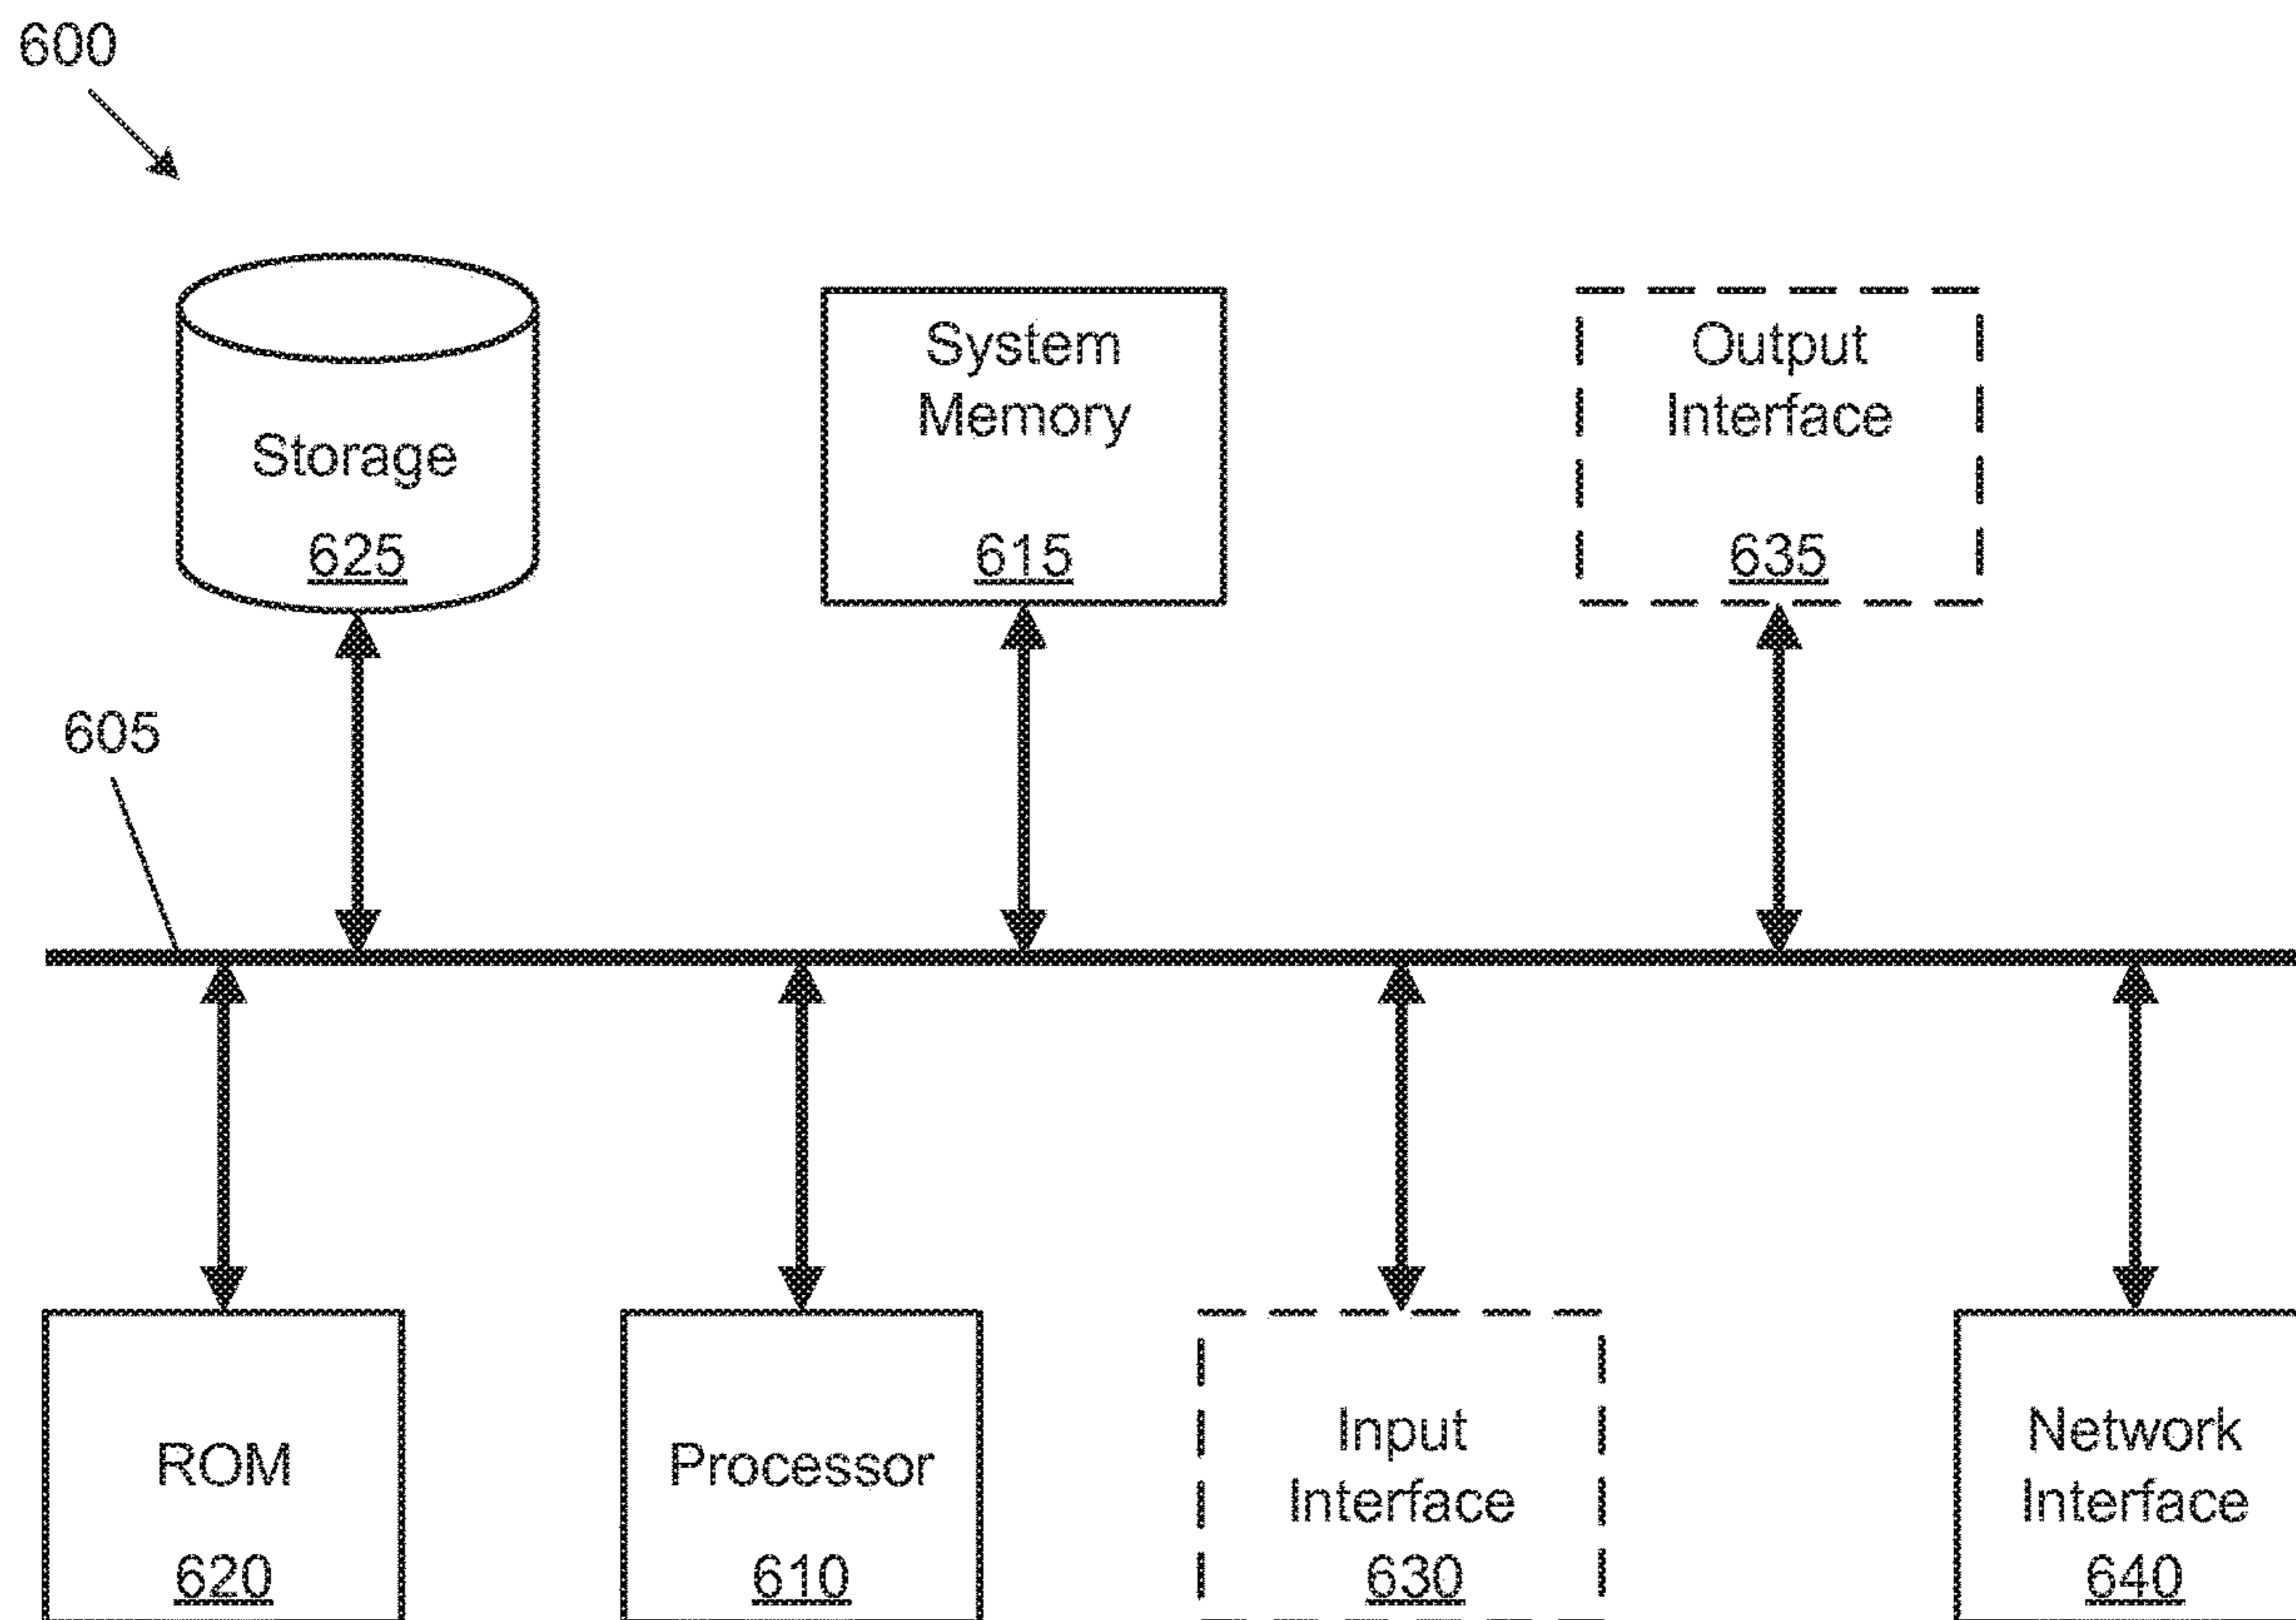 600
Storage
625
System
Memory
615
Output
Interface
635
605
ROM
620
Processor
610
Input
Interface
630
Network
Interface
640